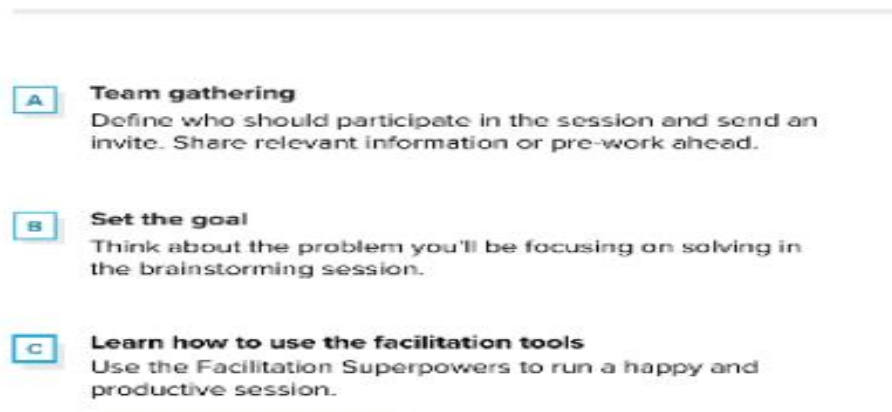 A
Team gathering
Define who should participate in the session and send an
invite. Share relevant information or pre-work ahead.
B
Set the goal
Think about the problem you'll be focusing on solving in
the brainstorming session.
C
Learn how to use the facilitation tools
Use the Facilitation Superpowers to run a happy and
productive session.